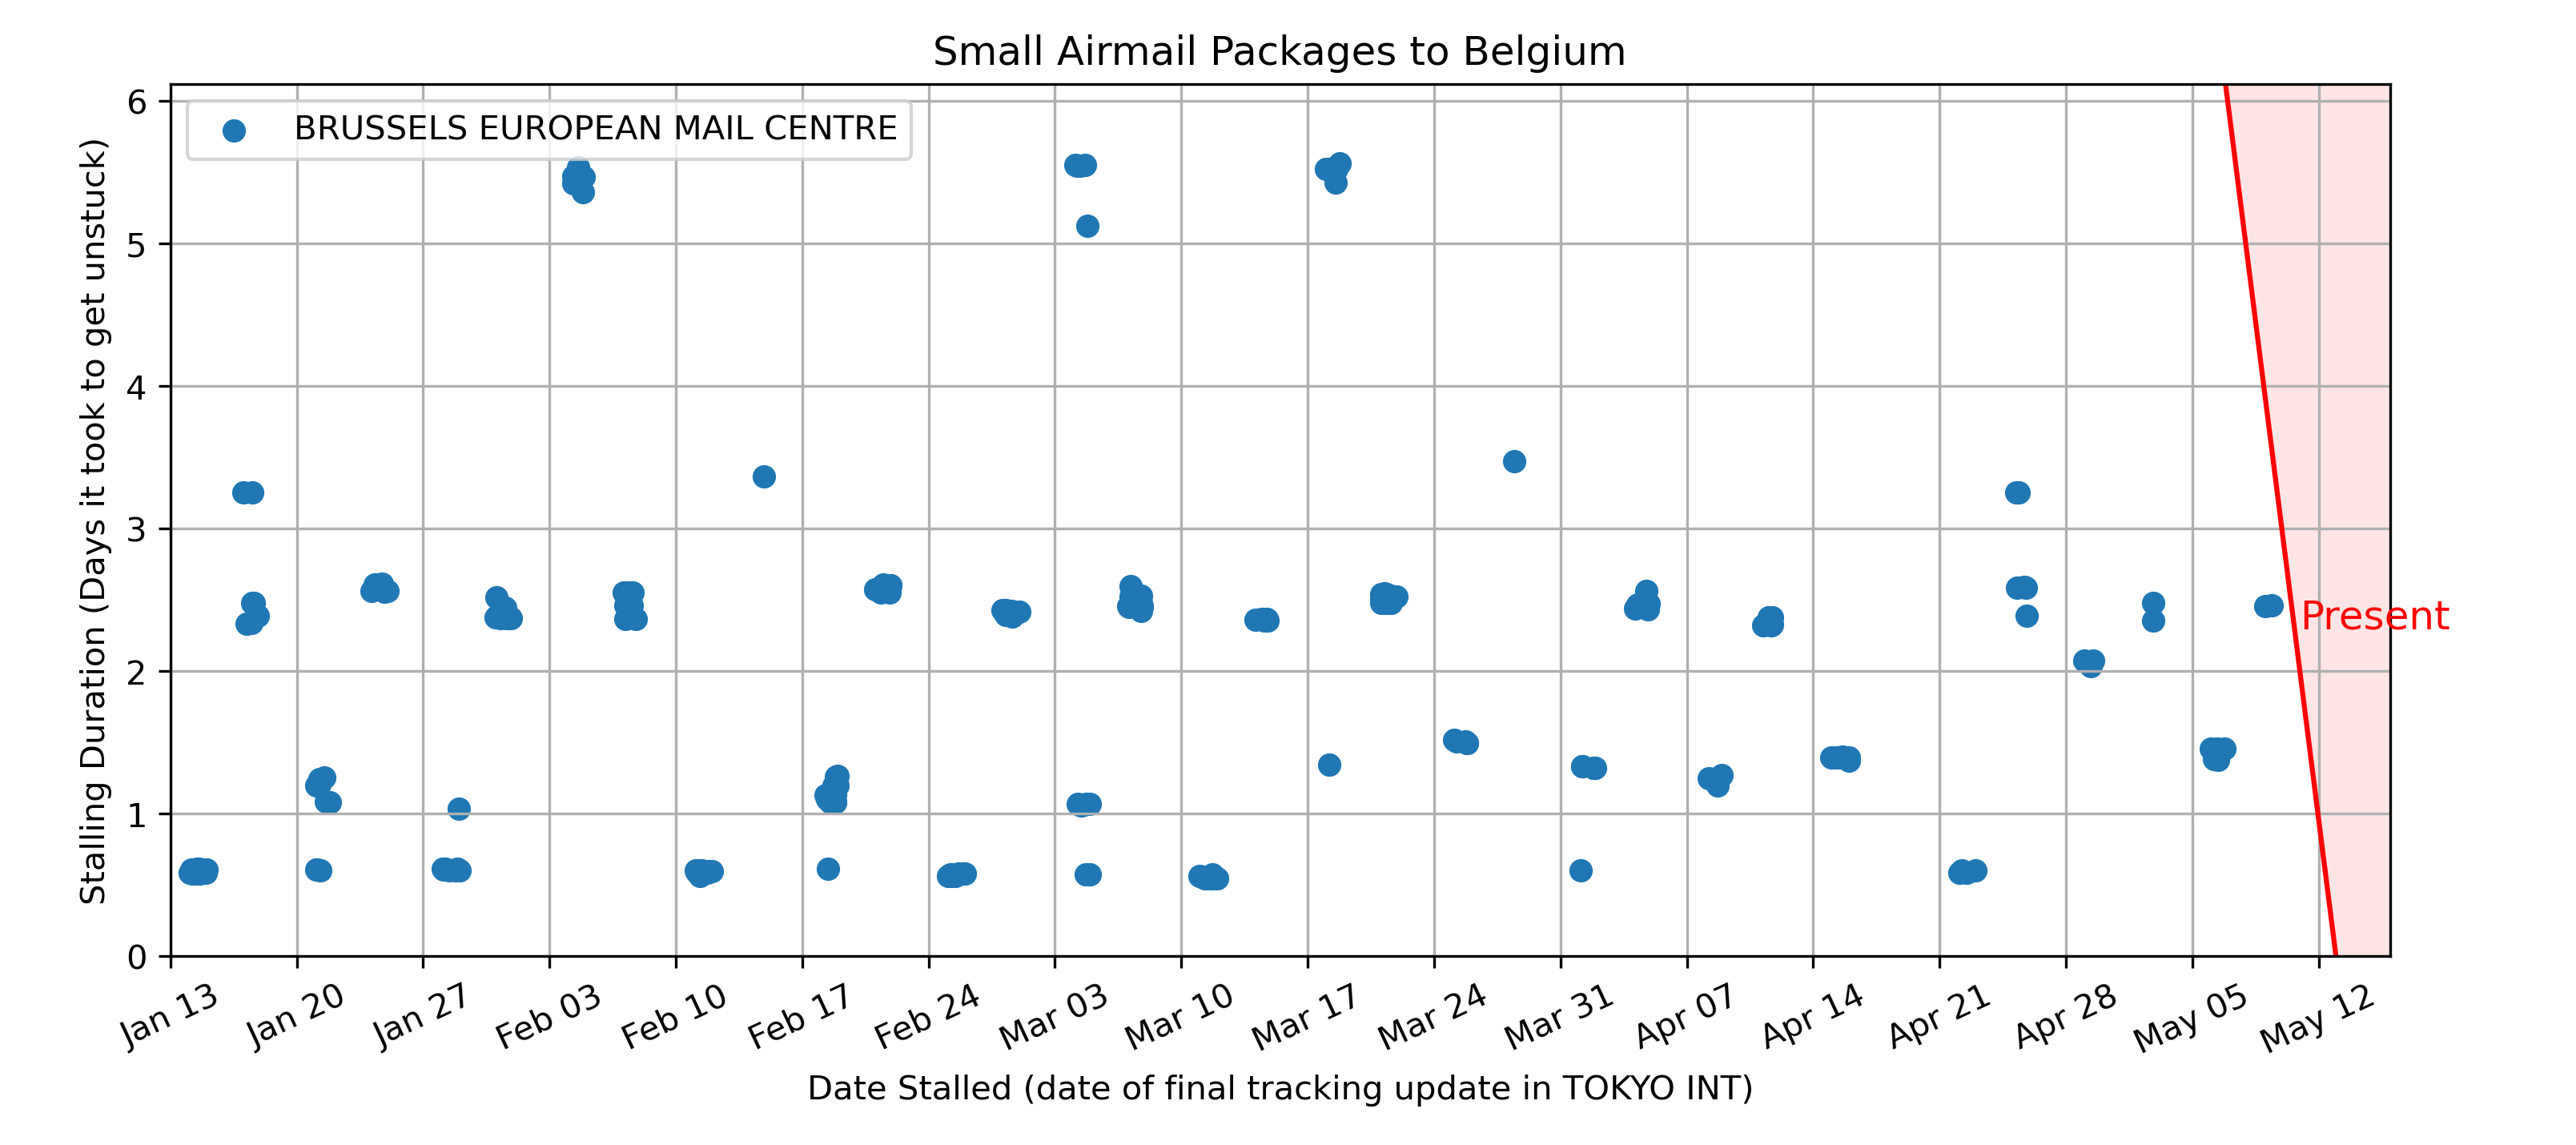 Small Airmail Packages to Belgium
BRUSSELS EUROPEAN MAIL CENTRE
Stalling Duration (Days it took to get unstuck)
6
5
4
3
2
1
0
Present
Jan 13
Jan 20
Jan 27
Feb 03
Feb 10
Feb 17
Feb 24
Mar 03
Mar 10
Mar 17
Mar 24
Mar 31
Apr 07
Apr 14
Apr 21
Apr 28
May 05
May 12
Date Stalled (date of final tracking update in TOKYO INT)